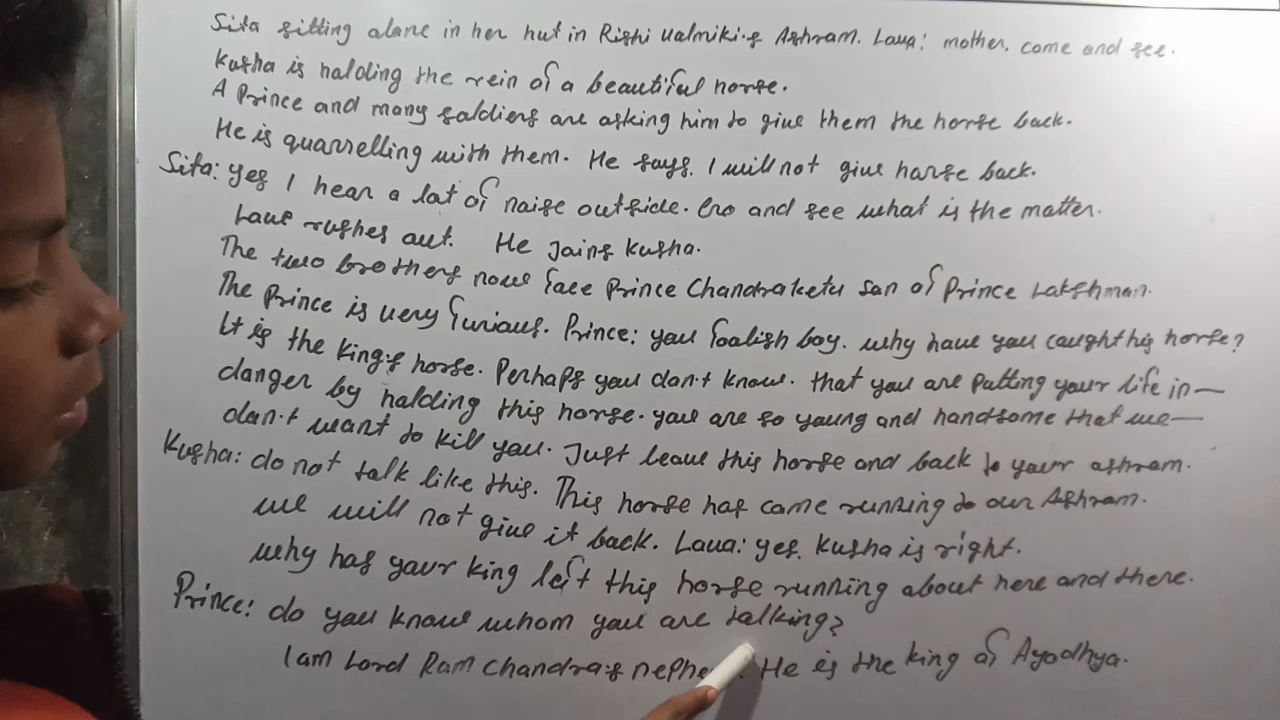 Sita sitting alone in her hut in Rishi Valmiki's Ashram. Lava: mother, come and see.
Kusha is holding the rein of a beautiful horse.
A Prince and many soldiers are asking him to give them the horse back.
He is quarrelling with them. He says. I will not give horse back.
Sita: yes I hear a lot of noise outside. Go and see what is the matter.
Lava rushes out. He Joins Kusha.
The two brothers now face Prince Chandraketu son of Prince Lakshman.
The Prince is very furious. Prince: you foolish boy. why have you caught his horse?
It is the king's horse. Perhaps you don't know. that you are putting your life in—
danger by holding this horse. you are so young and handsome that we—
don't want to kill you. Just leave this horse and back to your ashram.
Kusha: do not talk like this. This horse has come running to our Ashram.
we will not give it back. Lava: yes. Kusha is right.
why has your king left this horse running about here and there.
Prince: do you know whom you are talking?
I am Lord Ram Chandra's He is the king of Ayodhya.